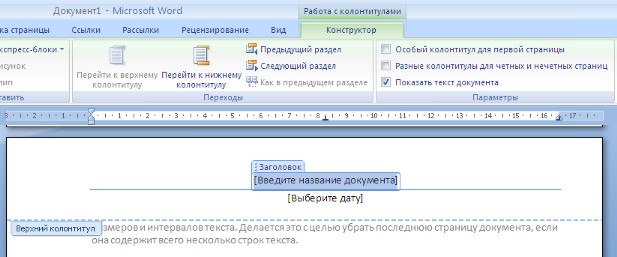 Документ1 - Microsoft Word
Работа с колонтитулами
ка страницы Ссылки Рассылки Рецензирование Вид Конструктор
кспресс-блоки
исунок
лип
тавить
Перейти к верхнему колонтитулу
Перейти к нижнему колонтитулу
Предыдущий раздел
Следующий раздел
Как в предыдущем разделе
Переходы
Особый колонтитул для первой страницы
Разные колонтитулы для четных и нечетных страниц
Показать текст документа
Параметры
3 2 1 1 2 3 4 5 6 7 8 9 10 11 12 13 14 15 16 17
Заголовок
[Введите название документа]
[Выберите дату]
Верхний колонтитул
змеров и интервалов текста. Делается это с целью убрать последнюю страницу документа, если
она содержит всего несколько строк текста.